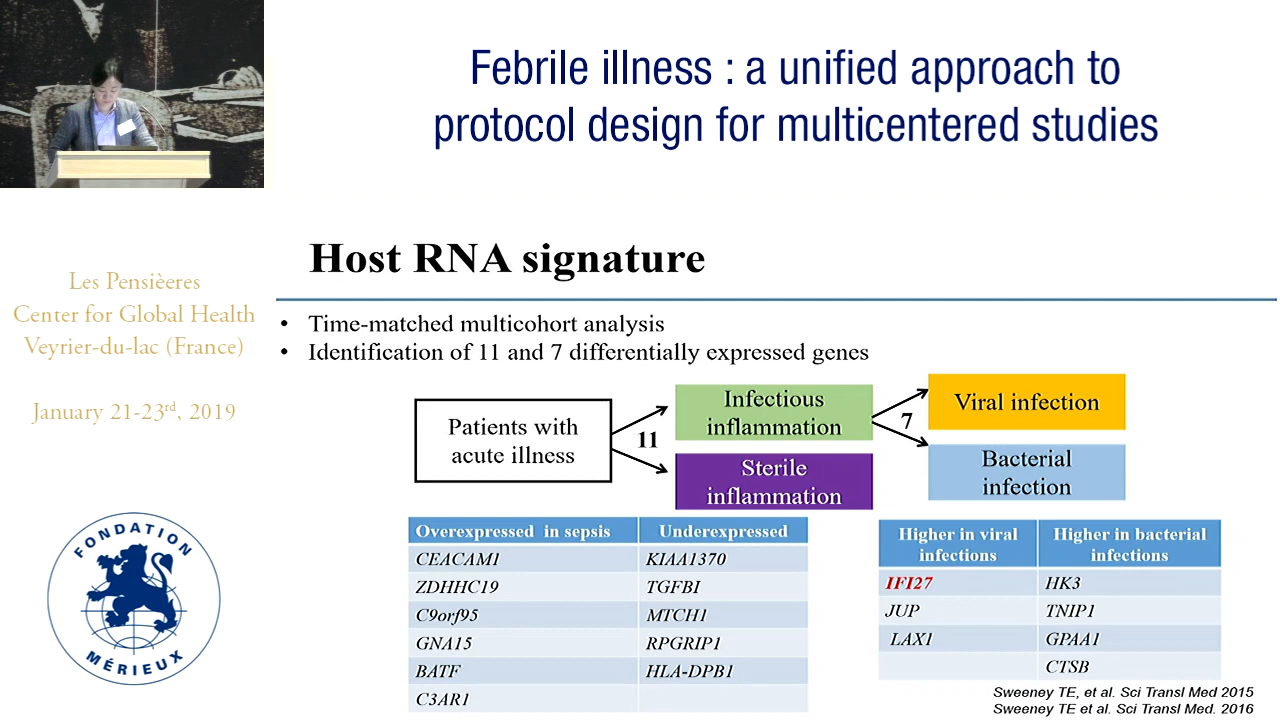 Febrile illness : a unified approach to
protocol design for multicentered studies
Les Pensièeres
Center for Global Health
Veyrier-du-lac (France)
January 21-23rd, 2019
FONDATION
MÉRIEUX
Host RNA signature
• Time-matched multicohort analysis
• Identification of 11 and 7 differentially expressed genes
Patients with
acute illness
11
Infectious
inflammation
Sterile
inflammation
7
Viral infection
Bacterial
infection
Overexpressed in sepsis Underexpressed
CEACAM1 KIAA1370
ZDHHC19 TGFBI
C9orf95 MTCH1
GNA15 RPGRIP1
BATF HLA-DPB1
C3AR1
Higher in viral
infections
Higher in bacterial
infections
IFI27 HK3
JUP TNIP1
LAX1 GPAA1
CTSB
Sweeney TE, et al. Sci Transl Med 2015
Sweeney TE et al. Sci Transl Med. 2016